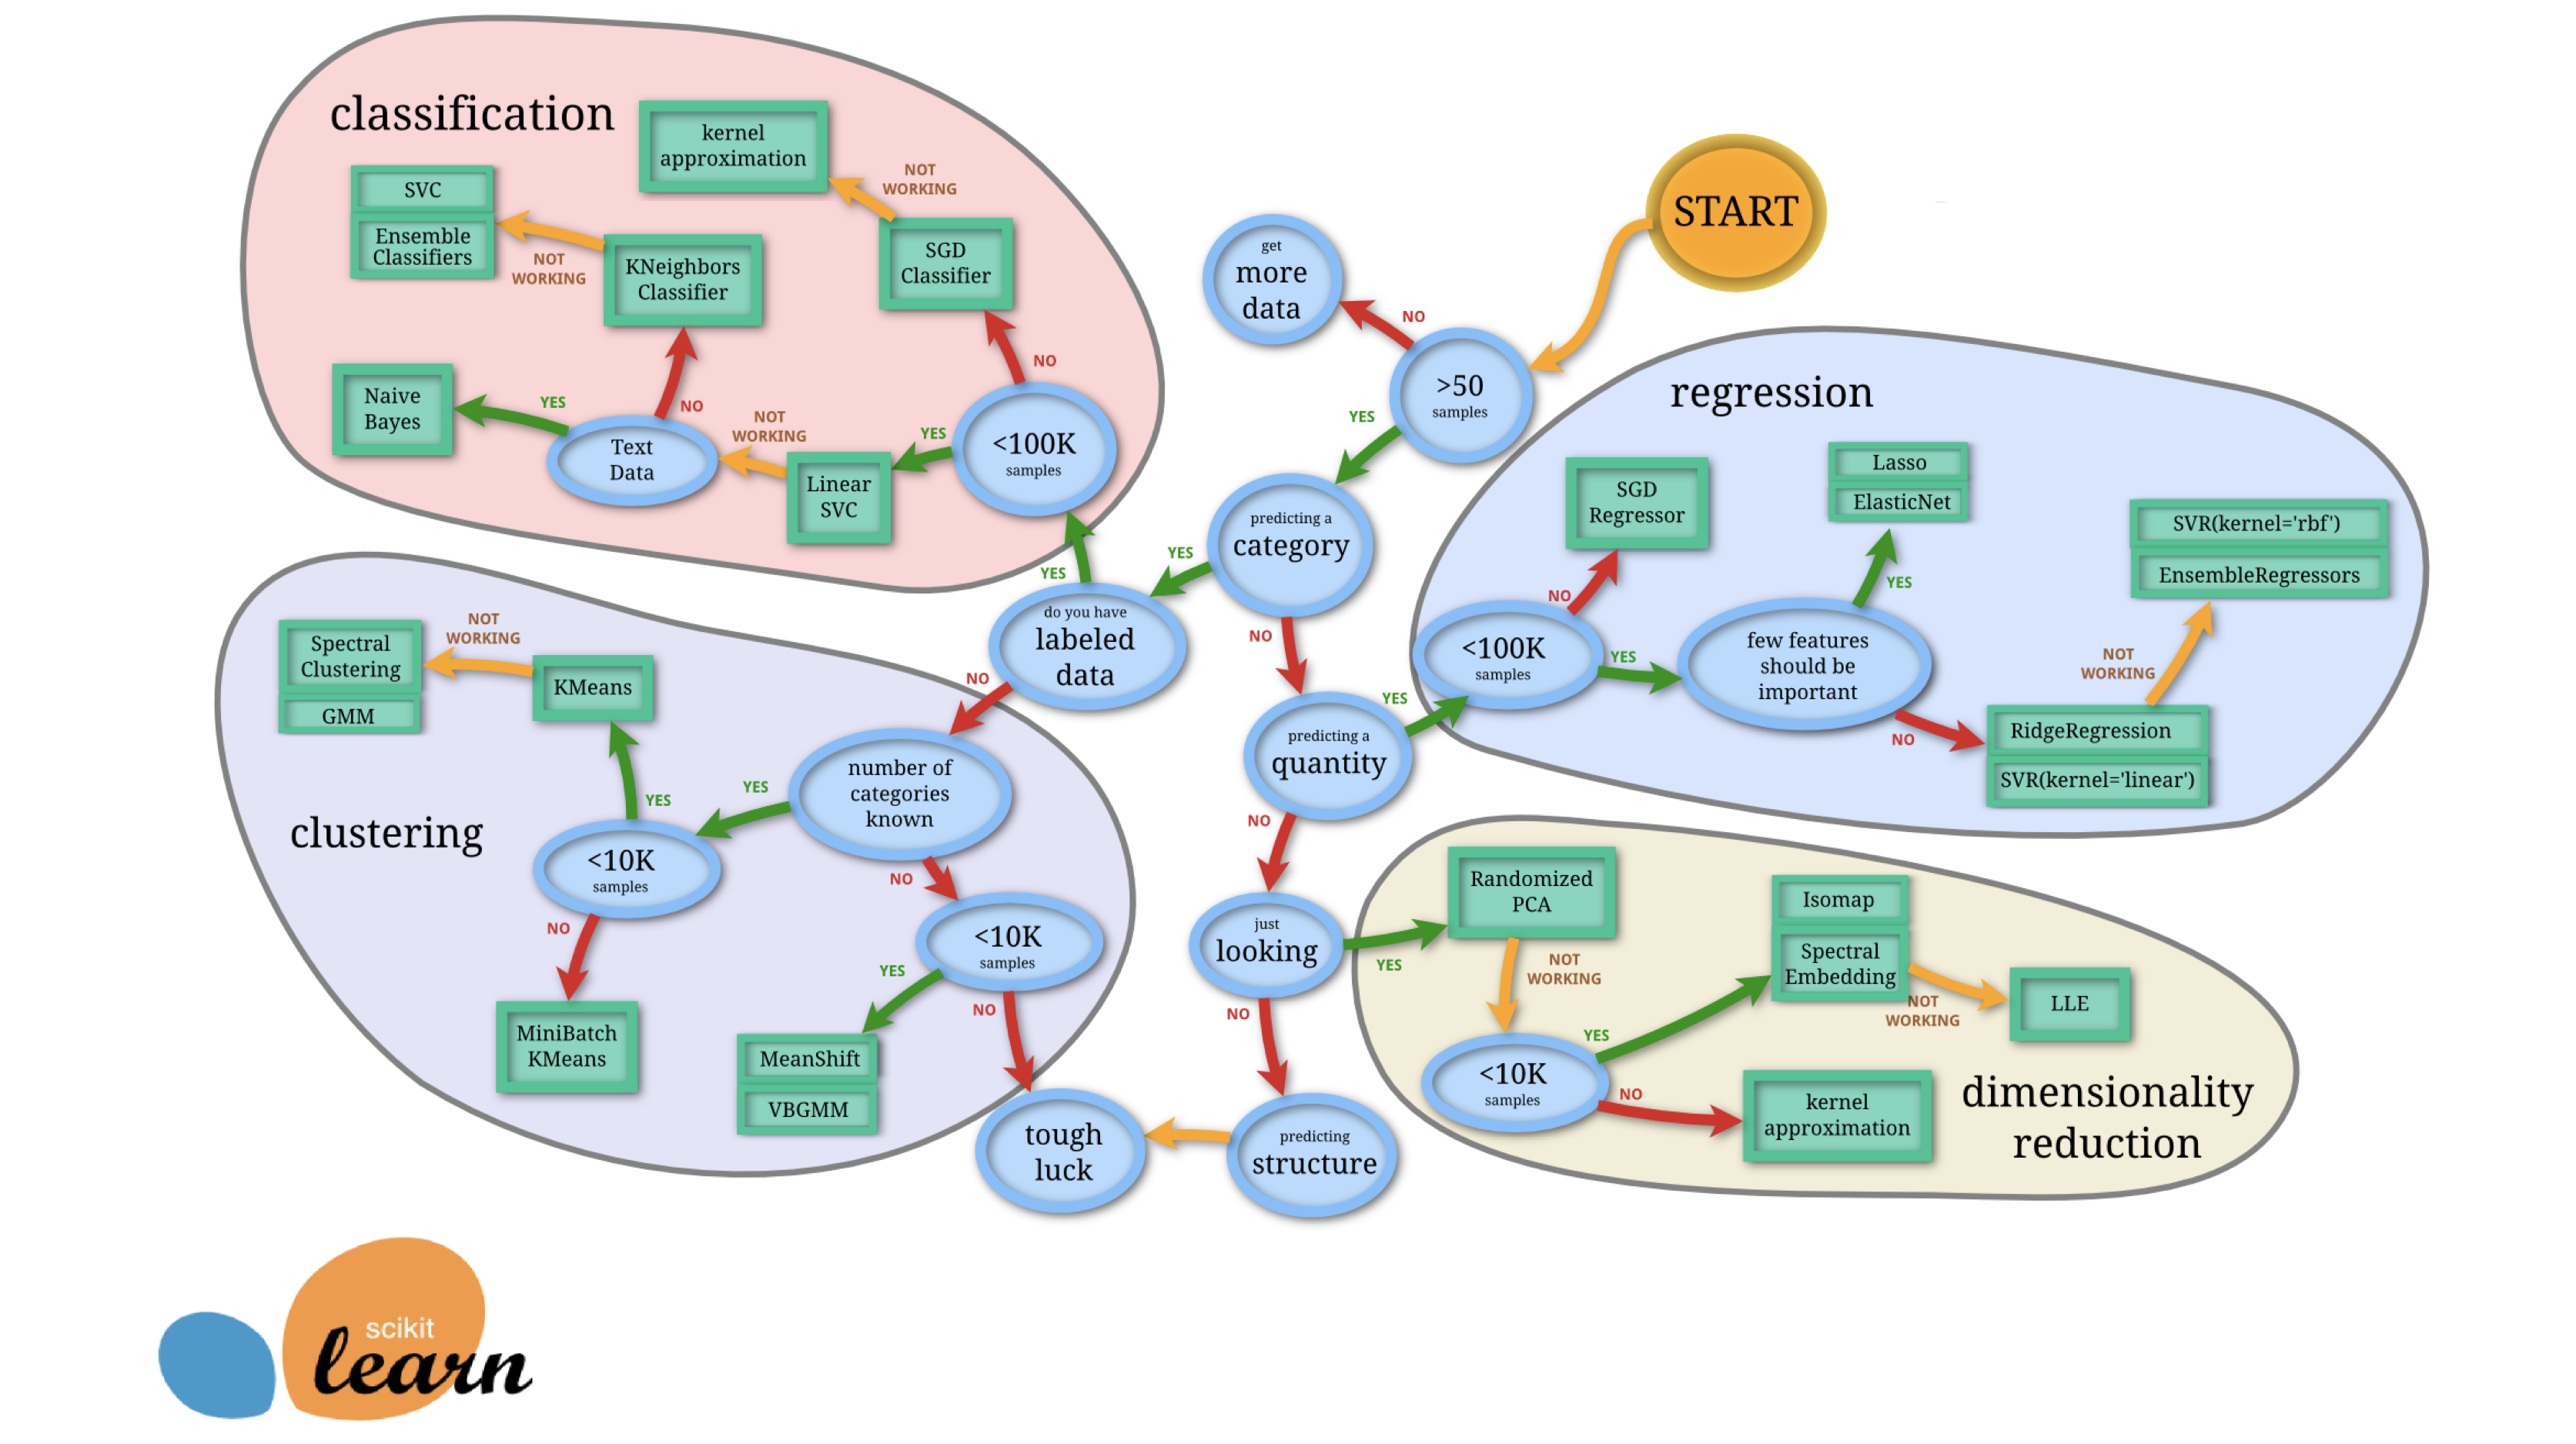 classification
kernel
approximation
NOT
WORKING
SVC
Ensemble
Classifiers
NOT
WORKING
KNeighbors
Classifier
SGD
Classifier
NO
Naive
Bayes
YES
Text
Data
NO
NOT
WORKING
Linear
SVC
YES
<100K
samples
START
get
more
data
NO
>50
samples
YES
predicting a
category
YES
YES
do you have
labeled
data
NO
NO
predicting a
quantity
YES
NO
just
looking
YES
NO
predicting
structure
tough
luck
regression
SGD
Regressor
NO
<100K
samples
YES
few features
should be
important
YES
Lasso
ElasticNet
NO
RidgeRegression
SVR(kernel='linear')
NOT
WORKING
SVR(kernel='rbf')
EnsembleRegressors
clustering
Spectral
Clustering
GMM
NOT
WORKING
KMeans
YES
<10K
samples
YES
number of
categories
known
NO
NO
MiniBatch
KMeans
<10K
samples
YES
NO
MeanShift
VBGMM
Randomized
PCA
NOT
WORKING
<10K
samples
YES
NO
Isomap
Spectral
Embedding
NOT
WORKING
LLE
kernel
approximation
dimensionality
reduction
scikit
learn